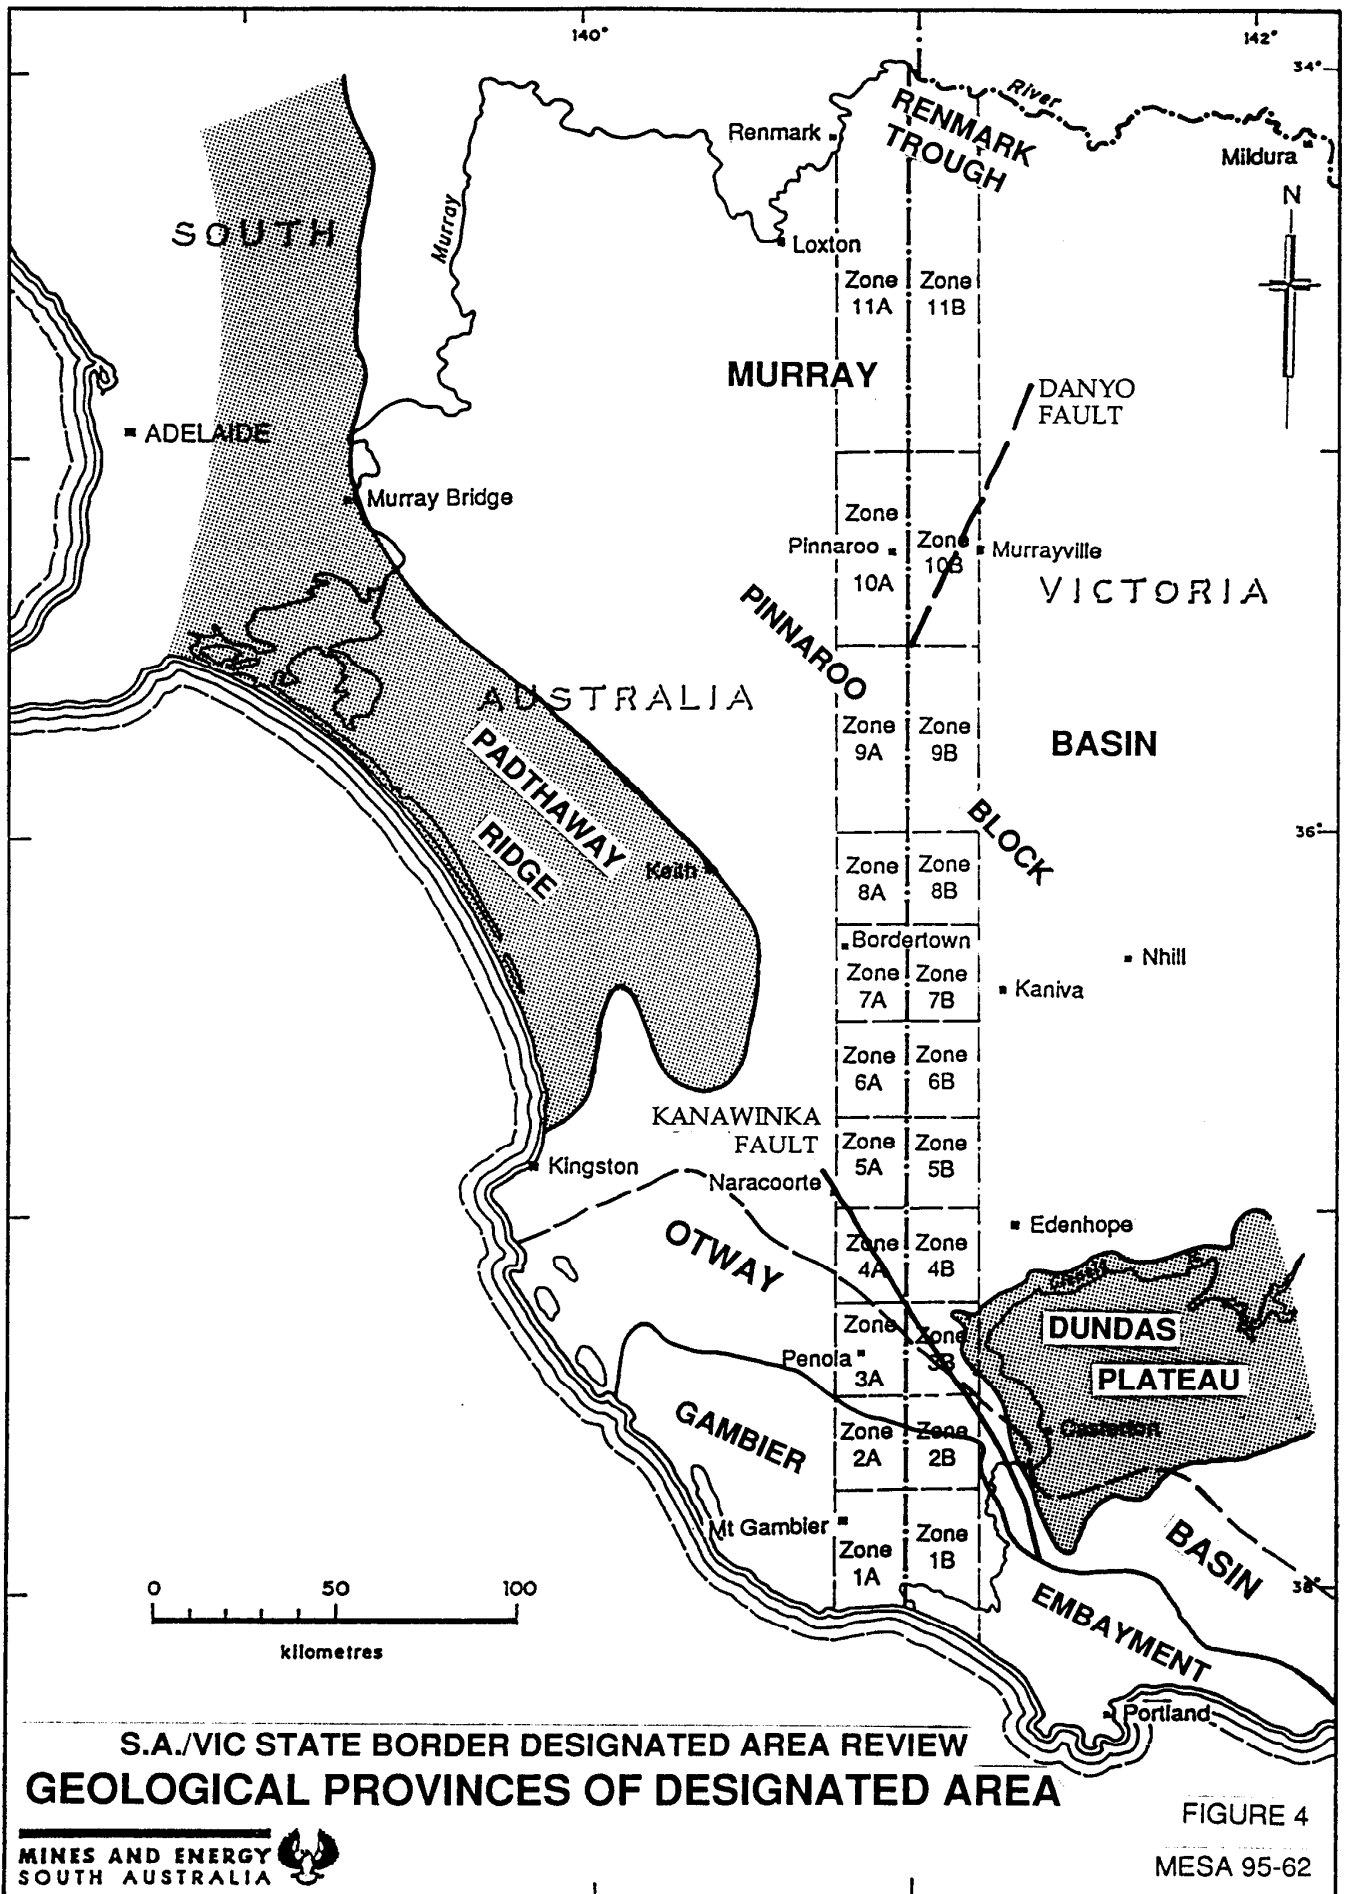 140°
142°
34°
River
RENMARK
TROUGH
Renmark
Mildura
N
SOUTH
Murray
Loxton
Zone
11A
Zone
11B
MURRAY
DANYO
FAULT
ADELAIDE
Murray Bridge
Zone
10A
Pinnaroo
Zone
10B
Murrayville
VICTORIA
PINNAROO
AUSTRALIA
Zone
9A
Zone
9B
BASIN
PADTHAWAY
RIDGE
BLOCK
36°
Keith
Zone
8A
Zone
8B
Bordertown
Nhill
Zone
7A
Zone
7B
Kaniva
Zone
6A
Zone
6B
KANAWINKA
FAULT
Zone
5A
Zone
5B
Kingston
Naracoorte
Edenhope
OTWAY
Zone
4A
Zone
4B
Glenelg
DUNDAS
PLATEAU
Zone
3A
Zone
3B
Penola
GAMBIER
Zone
2A
Zone
2B
Casterton
Mt Gambier
Zone
1A
Zone
1B
BASIN
38°
EMBAYMENT
0 50 100
kilometres
Portland
S.A./VIC STATE BORDER DESIGNATED AREA REVIEW
GEOLOGICAL PROVINCES OF DESIGNATED AREA
FIGURE 4
MINES AND ENERGY
SOUTH AUSTRALIA
MESA 95-62